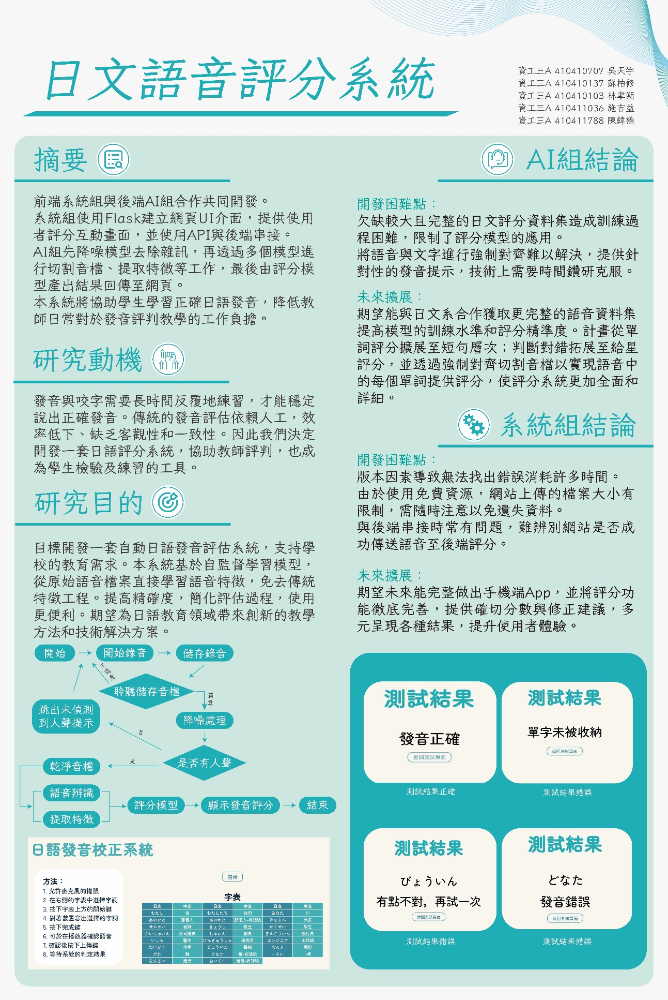 日文語音評分系統
資工三A 410410707 吳天宇
資工三A 410410137 蘇柏修
資工三A 410410103 林聿朔
資工三A 410411036 施吉益
資工三A 410411788 陳緯榛
摘要
前端系統組與後端AI組合作共同開發。
系統組使用Flask建立網頁UI介面，提供使用
者評分互動畫面，並使用API與後端串接。
AI組先降噪模型去除雜訊，再透過多個模型進
行切割音檔、提取特徵等工作，最後由評分模
型產出結果回傳至網頁。
本系統將協助學生學習正確日語發音，降低教
師日常對於發音評判教學的工作負擔。
研究動機
發音與咬字需要長時間反覆地練習，才能穩定
說出正確發音。傳統的發音評估依賴人工，效
率低下、缺乏客觀性和一致性。因此我們決定
開發一套日語評分系統，協助教師評判，也成
為學生檢驗及練習的工具。
研究目的
目標開發一套自動日語發音評估系統，支持學
校的教育需求。本系統基於自監督學習模型，
從原始語音檔案直接學習語音特徵，免去傳統
特徵工程。提高精確度，簡化評估過程，使用
更便利。期望為日語教育領域帶來創新的教學
方法和技術解決方案。
開始
開始錄音
儲存錄音
不滿意
聆聽儲存音檔
滿意
跳出未偵測
到人聲提示
降噪處理
否
是否有人聲
是
乾淨音檔
語音辨識
提取特徵
評分模型
顯示發音評分
結束
日語發音校正系統
方法：
1. 允許麥克風的權限
2. 在右側的字表中選擇字詞
3. 按下字表上方的開始鍵
4. 對著裝置念出選擇的字詞
5. 按下完成鍵
6. 可於在播放器確認語音
7. 確認後按下上傳鍵
8. 等待系統的判定結果
開始
字表
日文 中文 日文 中文 日文 中文
わたし 我 わたしたち 我們 あなた 你
あのひと 那個人 あのかた 那個人-有禮貌 みなさん 大家
せんせい 老師 きょうし 教室 がくせい 學生
かいしゃいん 公司職員 しゃいん 職員 ぎんこういん 銀行員
いしゃ 醫生 けんきゅうしゃ 研究員 エンジニア 工程師
だいがく 大學 びょういん 醫院 でんき 電燈
だれ 誰 どなた 誰-有禮貌 ~さい ~歲
なんさい 幾歲 おいくつ 幾歲-有禮貌
AI組結論
開發困難點：
欠缺較大且完整的日文評分資料集造成訓練過
程困難，限制了評分模型的應用。
將語音與文字進行強制對齊難以解決，提供針
對性的發音提示，技術上需要時間鑽研克服。
未來擴展：
期望能與日文系合作獲取更完整的語音資料集
提高模型的訓練水準和評分精準度。計畫從單
詞評分擴展至短句層次；判斷對錯拓展至給星
評分，並透過強制對齊切割音檔以實現語音中
的每個單詞提供評分，使評分系統更加全面和
詳細。
系統組結論
開發困難點：
版本因素導致無法找出錯誤消耗許多時間。
由於使用免費資源，網站上傳的檔案大小有
限制，需隨時注意以免遺失資料。
與後端串接時常有問題，難辨別網站是否成
功傳送語音至後端評分。
未來擴展：
期望未來能完整做出手機端App，並將評分功
能徹底完善，提供確切分數與修正建議，多
元呈現各種結果，提升使用者體驗。
測試結果
發音正確
返回測試頁面
測試結果正確
測試結果
單字未被收納
返回測試頁面
測試結果錯誤
測試結果
びょういん
有點不對，再試一次
返回測試頁面
測試結果錯誤
測試結果
どなた
發音錯誤
返回測試頁面
測試結果錯誤